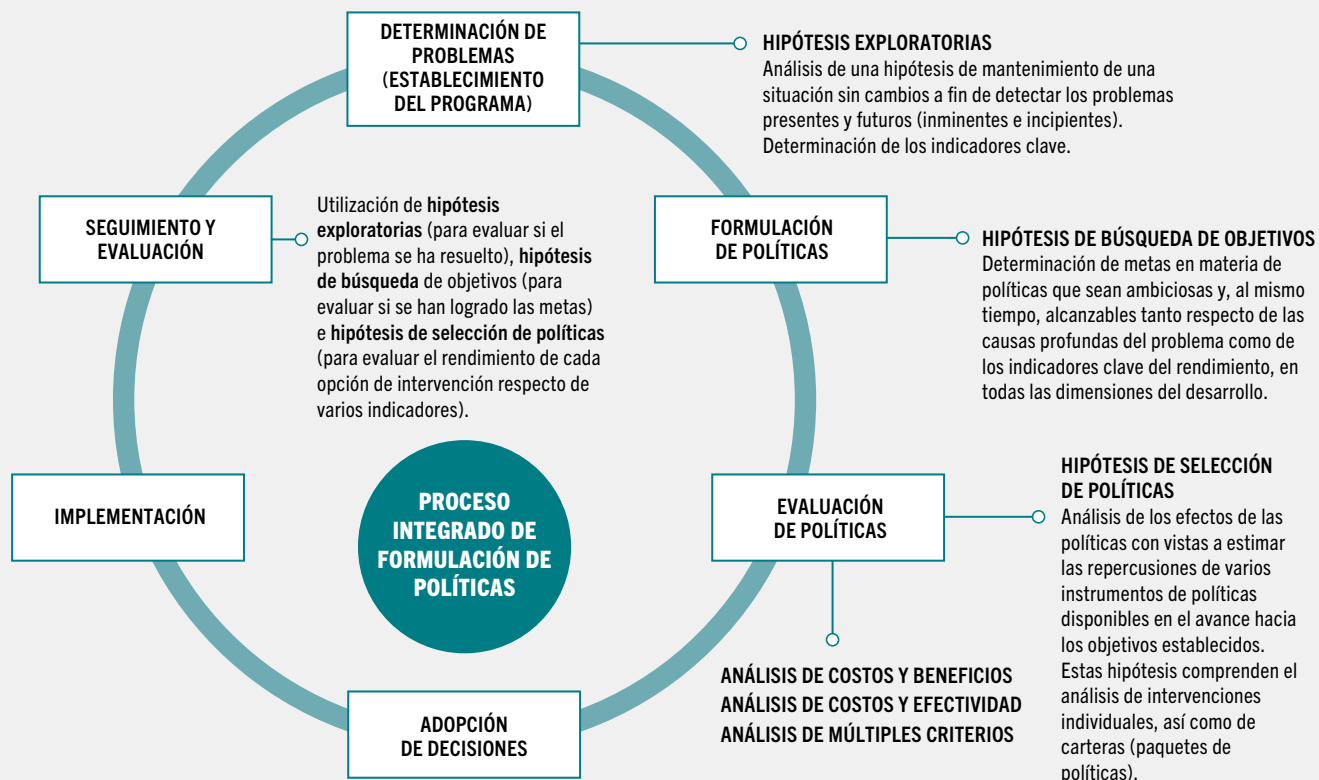 DETERMINACIÓN DE
PROBLEMAS
(ESTABLECIMIENTO
DEL PROGRAMA)
HIPÓTESIS EXPLORATORIAS
Análisis de una hipótesis de mantenimiento de una
situación sin cambios a fin de detectar los problemas
presentes y futuros (inminentes e incipientes).
Determinación de los indicadores clave.
FORMULACIÓN
DE POLÍTICAS
HIPÓTESIS DE BÚSQUEDA DE OBJETIVOS
Determinación de metas en materia de
políticas que sean ambiciosas y, al mismo
tiempo, alcanzables tanto respecto de las
causas profundas del problema como de
los indicadores clave del rendimiento, en
todas las dimensiones del desarrollo.
EVALUACIÓN
DE POLÍTICAS
HIPÓTESIS DE SELECCIÓN
DE POLÍTICAS
Análisis de los efectos de las
políticas con vistas a estimar
las repercusiones de varios
instrumentos de políticas
disponibles en el avance hacia
los objetivos establecidos.
Estas hipótesis comprenden el
análisis de intervenciones
individuales, así como de
carteras (paquetes de
políticas).
ANÁLISIS DE COSTOS Y BENEFICIOS
ANÁLISIS DE COSTOS Y EFECTIVIDAD
ANÁLISIS DE MÚLTIPLES CRITERIOS
ADOPCIÓN
DE DECISIONES
IMPLEMENTACIÓN
SEGUIMIENTO Y
EVALUACIÓN
Utilización de hipótesis
exploratorias (para evaluar si el
problema se ha resuelto), hipótesis
de búsqueda de objetivos (para
evaluar si se han logrado las metas)
e hipótesis de selección de políticas
(para evaluar el rendimiento de cada
opción de intervención respecto de
varios indicadores).
PROCESO
INTEGRADO DE
FORMULACIÓN DE
POLÍTICAS